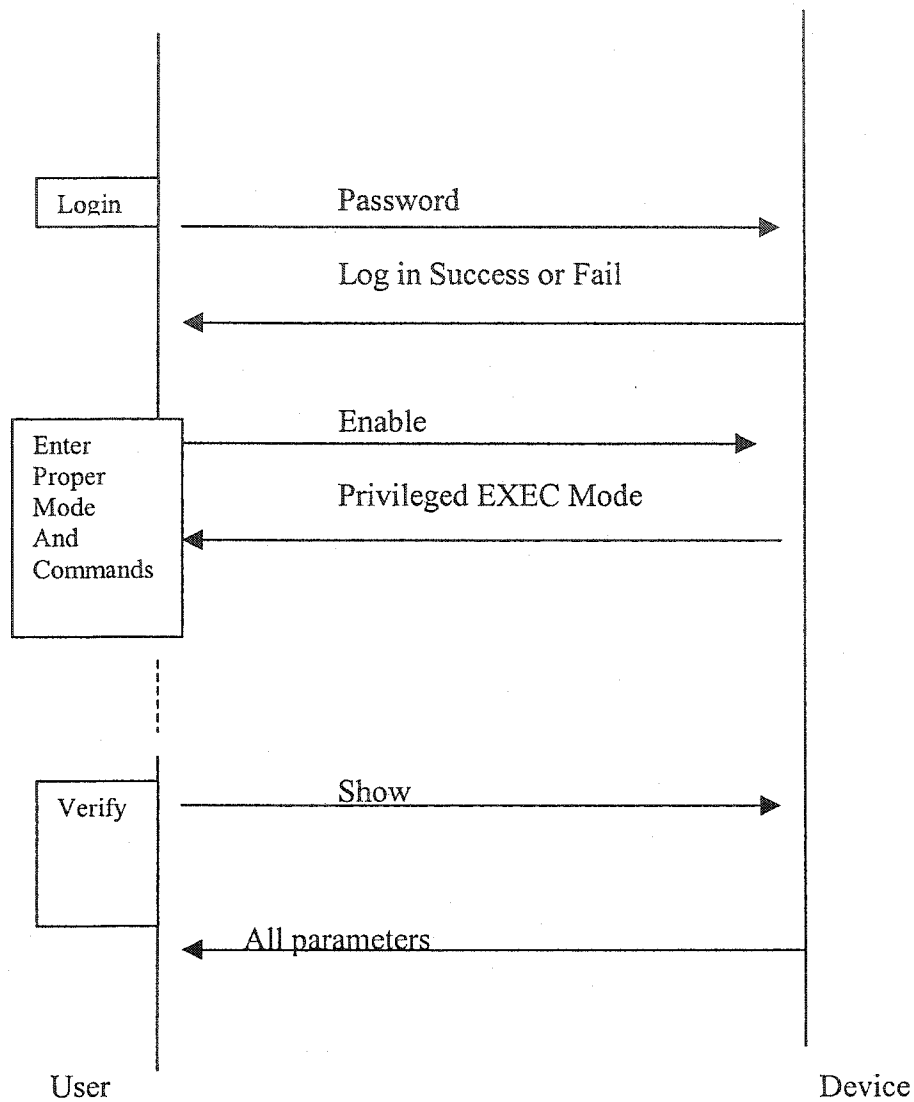 Login
Password
Log in Success or Fail
Enable
Enter
Proper
Mode
And
Commands
Privileged EXEC Mode
Verify
Show
All parameters
User
Device